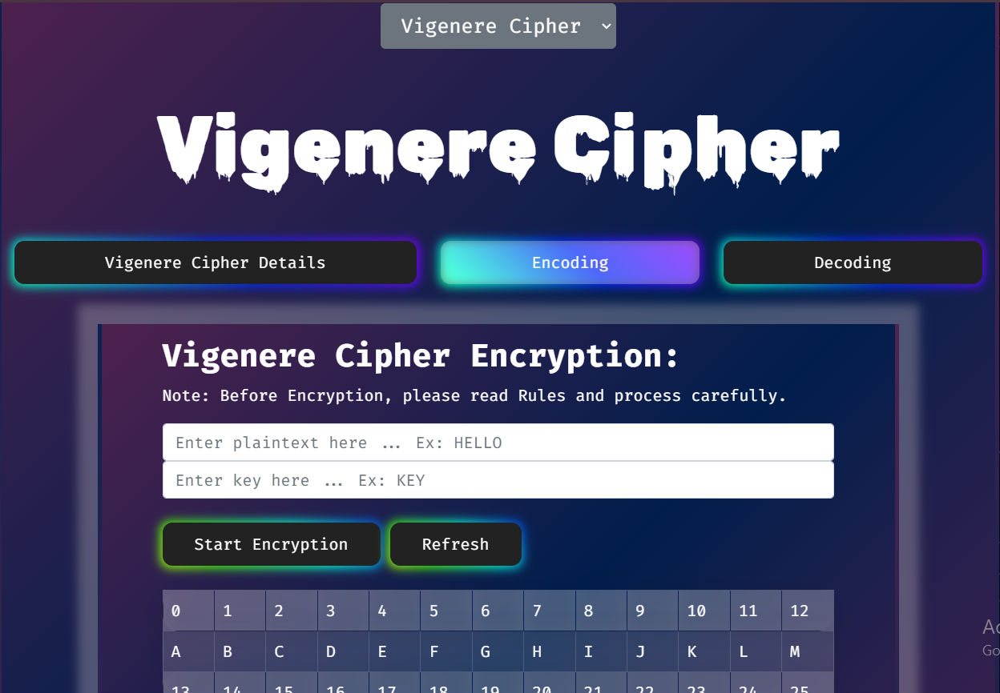 Vigenere Cipher
Vigenere Cipher
Vigenere Cipher Details Encoding Decoding
Vigenere Cipher Encryption:
Note: Before Encryption, please read Rules and process carefully.
Enter plaintext here ... Ex: HELLO
Enter key here ... Ex: KEY
Start Encryption Refresh
0 1 2 3 4 5 6 7 8 9 10 11 12
A B C D E F G H I J K L M
13 14 15 16 17 18 19 20 21 22 23 24 25